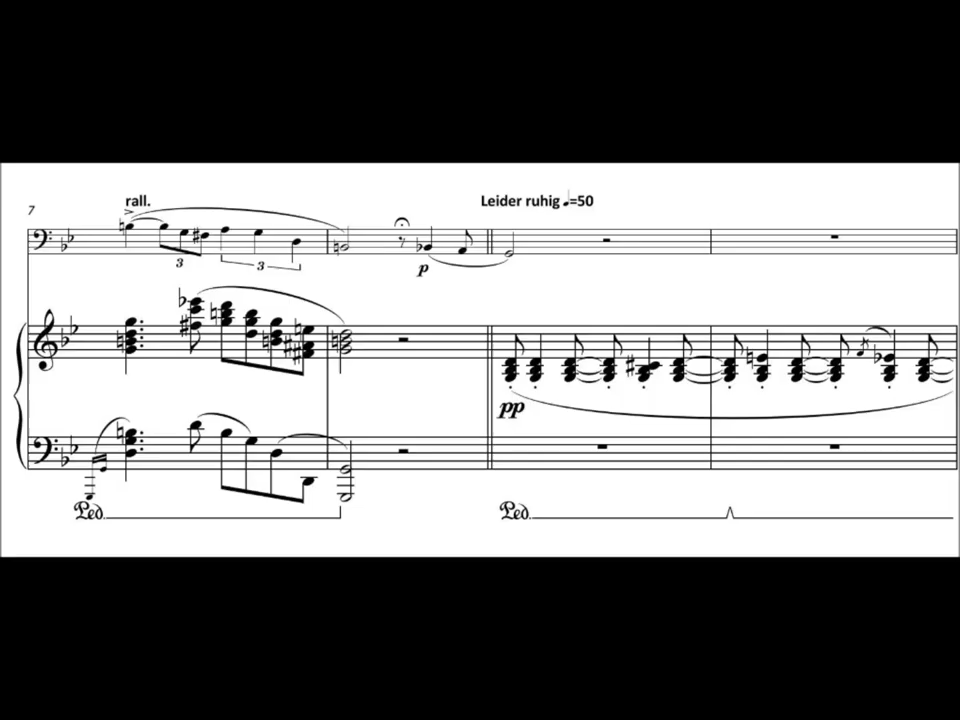 rall.
Leider ruhig ♩=50
7
3
3
p
pp
Ped. Ped.